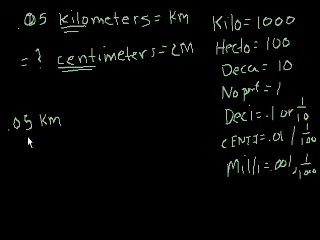 .05 kilometers = KM
= ? centimeters = CM
.05 KM
Kilo = 1000
Hecto = 100
Deca = 10
No pref = 1
Deci = .1 or 1/10
CENTI = .01 / 1/100
Milli = .001, 1/1000